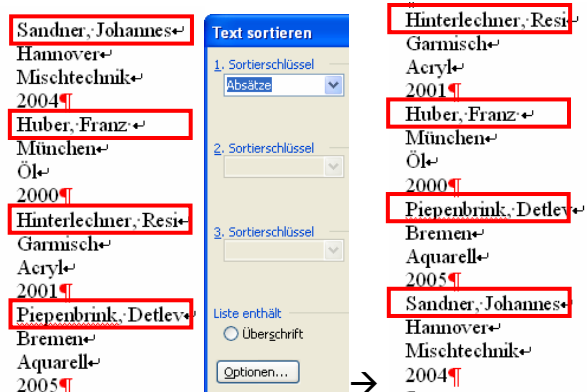 Sandner, Johannes↵
Hannover↵
Mischtechnik↵
2004¶
Huber, Franz ↵
München↵
Öl↵
2000¶
Hinterlechner, Resi↵
Garmisch↵
Acryl↵
2001¶
Piepenbrink, Detlev↵
Bremen↵
Aquarell↵
2005¶
Text sortieren
1. Sortierschlüssel
Absätze
2. Sortierschlüssel
3. Sortierschlüssel
Liste enthält
Überschrift
Optionen...
→
Hinterlechner, Resi↵
Garmisch↵
Acryl↵
2001¶
Huber, Franz ↵
München↵
Öl↵
2000¶
Piepenbrink, Detlev↵
Bremen↵
Aquarell↵
2005¶
Sandner, Johannes↵
Hannover↵
Mischtechnik↵
2004¶